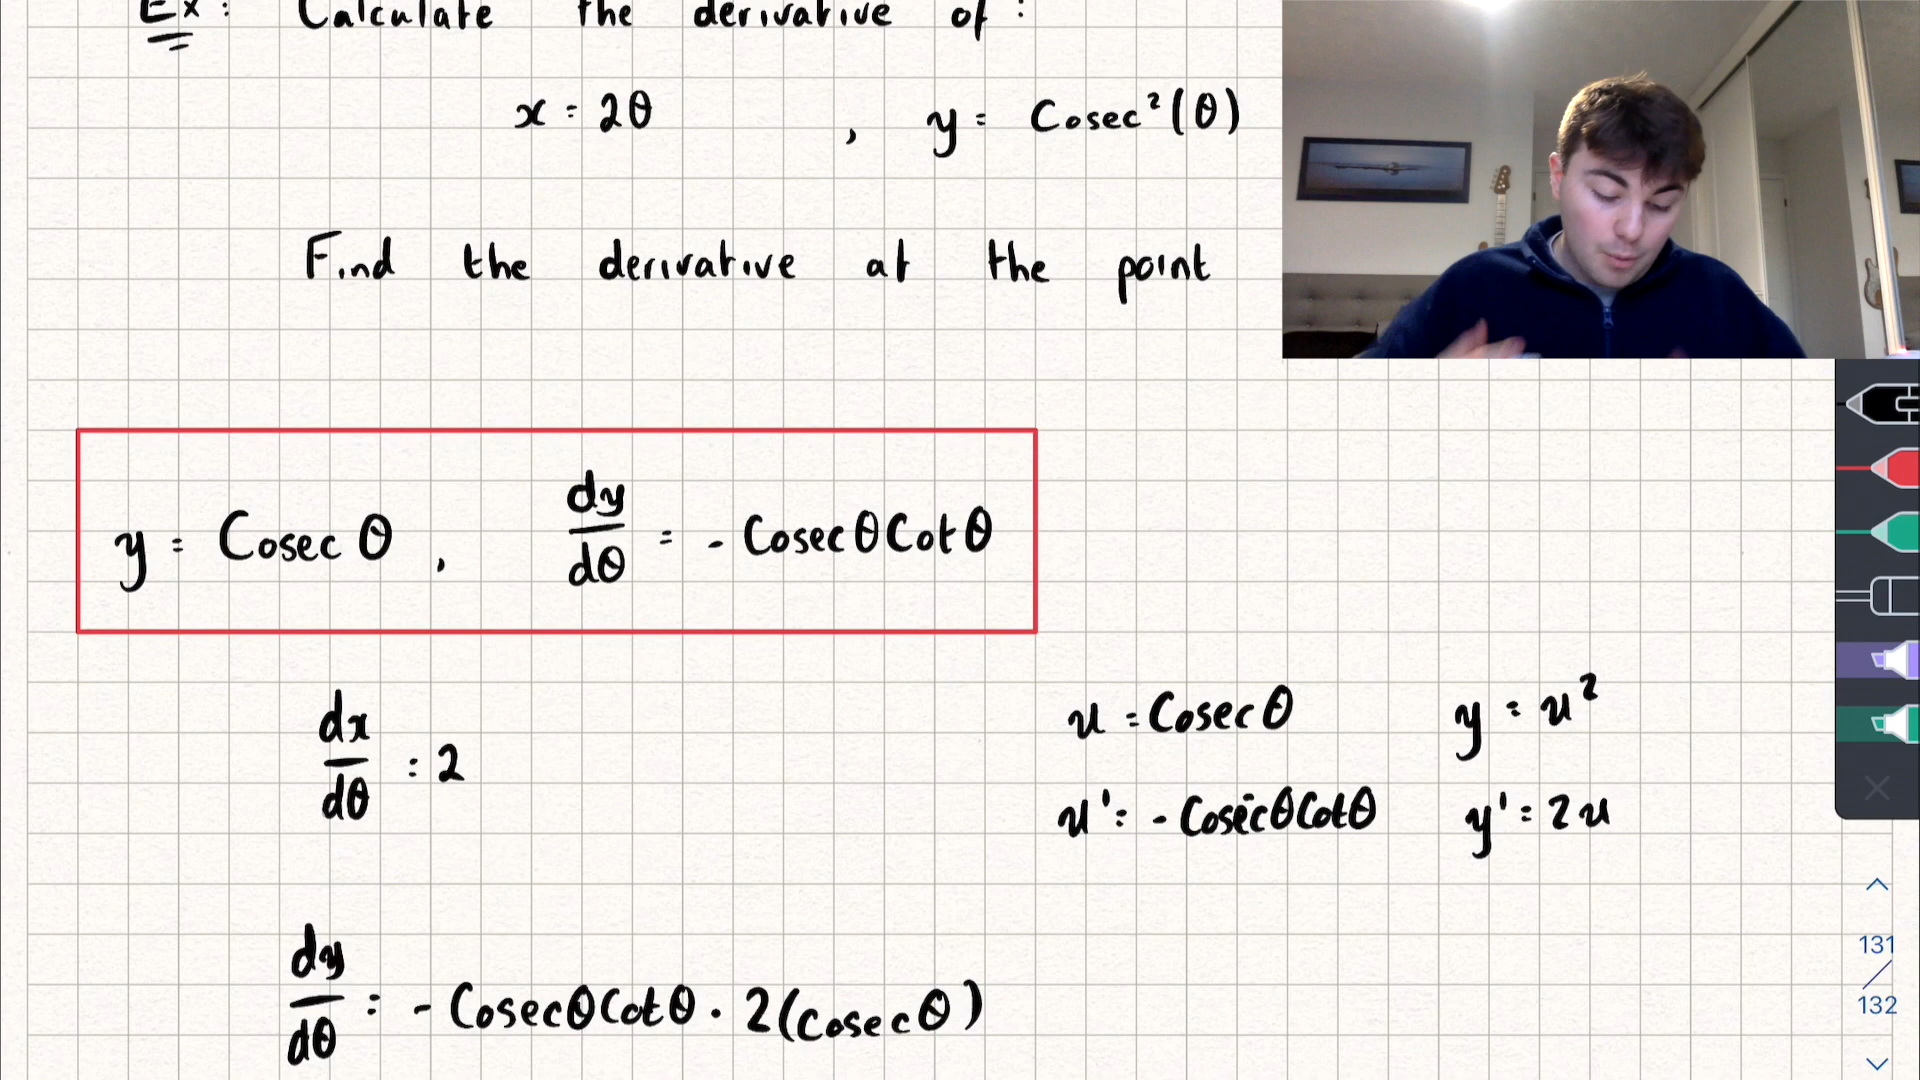 Ex: Calculate the derivative of:
x = 2θ , y = Cosec²(θ)
Find the derivative at the point
y = Cosec θ , dy/dθ = - Cosec θ Cot θ
dx/dθ = 2
u = Cosec θ y = u²
u' = - Cosec θ Cot θ y' = 2u
dy/dθ = - Cosec θ Cot θ · 2(Cosec θ)
131
/
132